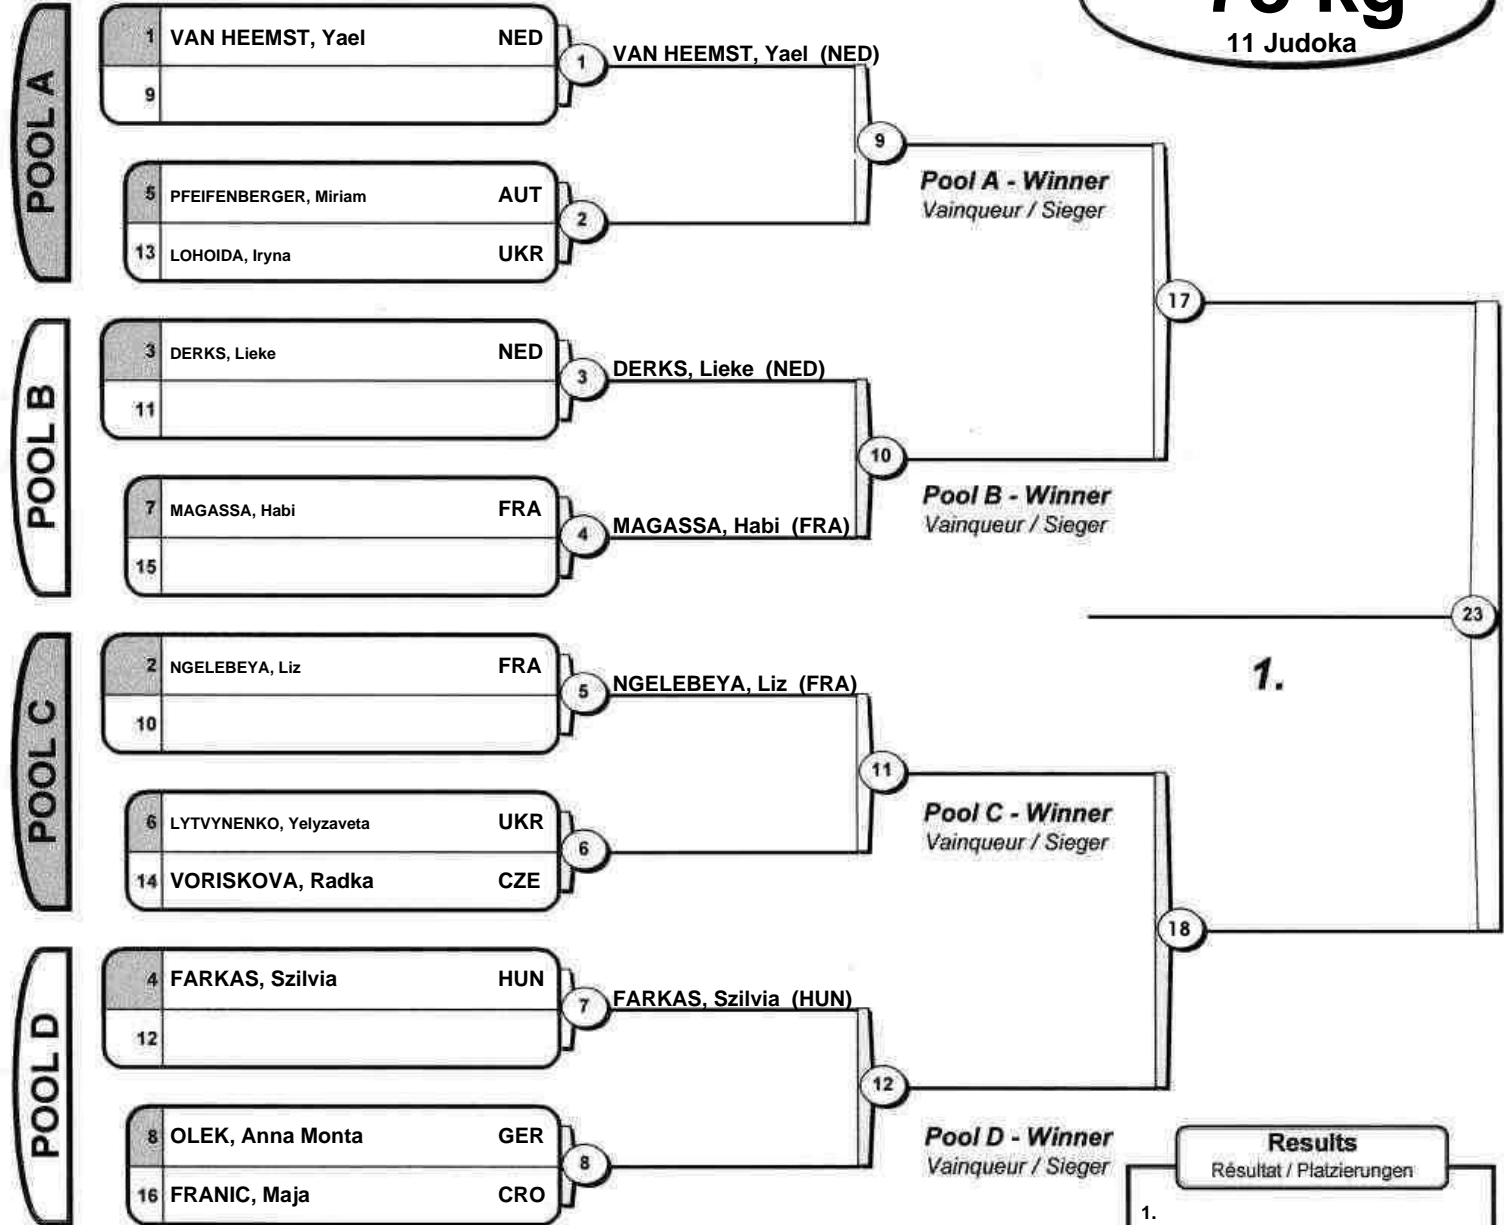 78 kg
11 Judoka
POOL A
1 VAN HEEMST, Yael NED
9
1
VAN HEEMST, Yael (NED)
5 PFEIFENBERGER, Miriam AUT
13 LOHOIDA, Iryna UKR
2
9
Pool A - Winner
Vainqueur / Sieger
POOL B
3 DERKS, Lieke NED
11
3
DERKS, Lieke (NED)
7 MAGASSA, Habi FRA
15
4
MAGASSA, Habi (FRA)
10
Pool B - Winner
Vainqueur / Sieger
17
POOL C
2 NGELEBEYA, Liz FRA
10
5
NGELEBEYA, Liz (FRA)
6 LYTVYNENKO, Yelyzaveta UKR
14 VORISKOVA, Radka CZE
6
11
Pool C - Winner
Vainqueur / Sieger
23
1.
POOL D
4 FARKAS, Szilvia HUN
12
7
FARKAS, Szilvia (HUN)
8 OLEK, Anna Monta GER
16 FRANIC, Maja CRO
8
12
Pool D - Winner
Vainqueur / Sieger
18
Results
Résultat / Platzierungen
1.